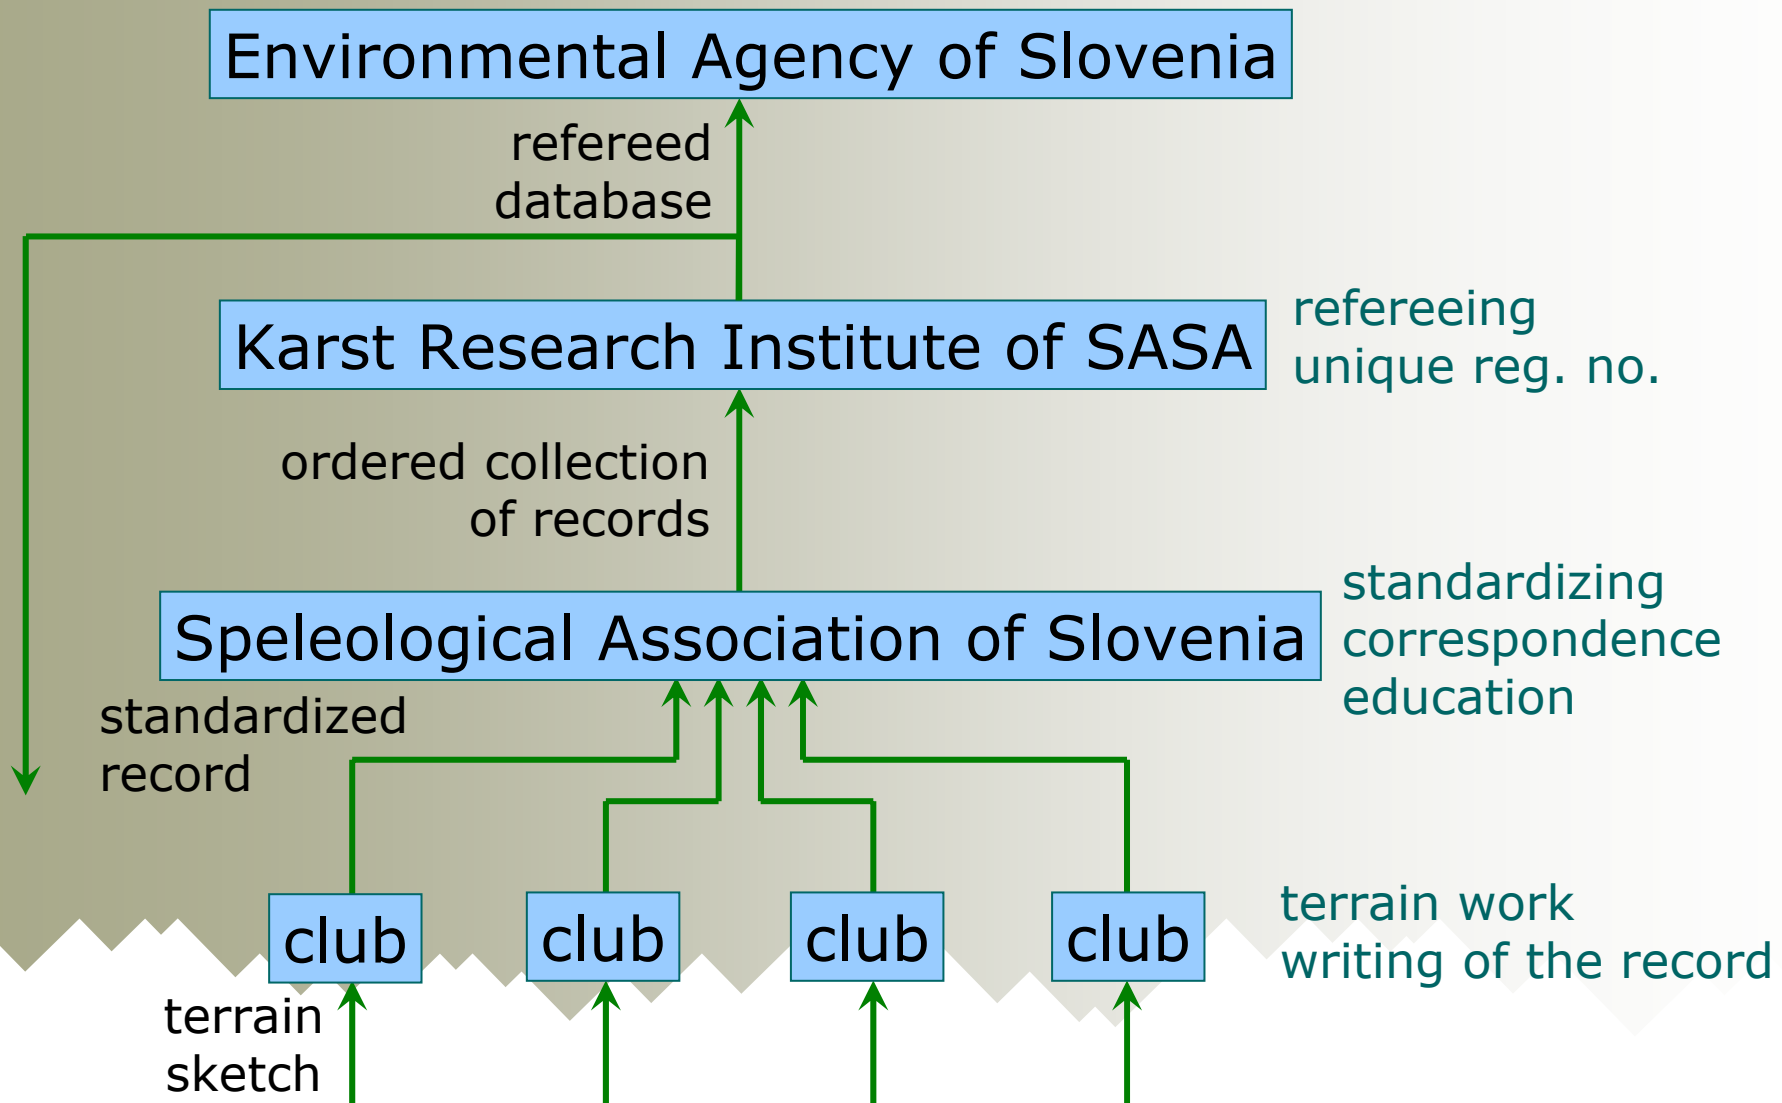 Environmental Agency of Slovenia
refereed
database
Karst Research Institute of SASA
refereeing
unique reg. no.
ordered collection
of records
Speleological Association of Slovenia
standardizing
correspondence
education
standardized
record
club
club
club
club
terrain work
writing of the record
terrain
sketch